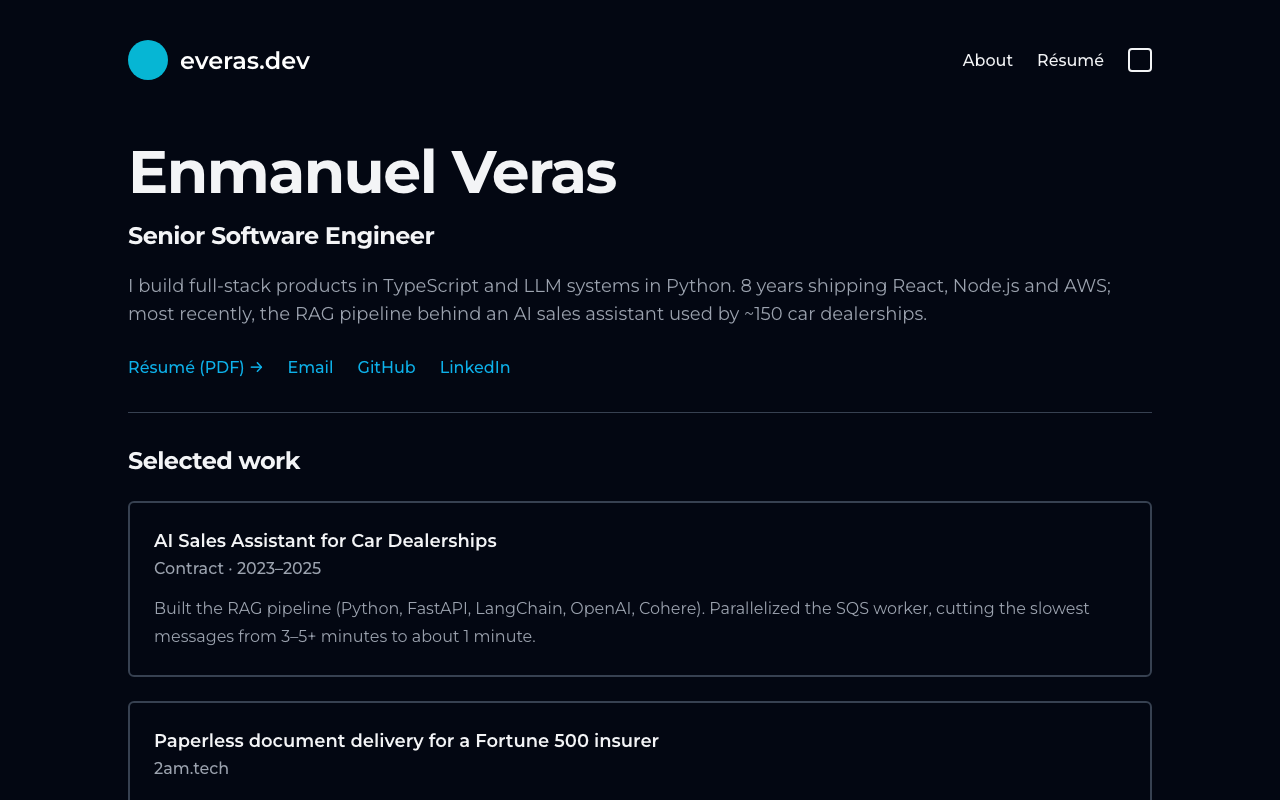 everas.dev
About
Résumé
Enmanuel Veras
Senior Software Engineer
I build full-stack products in TypeScript and LLM systems in Python. 8 years shipping React, Node.js and AWS;
most recently, the RAG pipeline behind an AI sales assistant used by ~150 car dealerships.
Résumé (PDF) →
Email
GitHub
LinkedIn
Selected work
AI Sales Assistant for Car Dealerships
Contract · 2023–2025
Built the RAG pipeline (Python, FastAPI, LangChain, OpenAI, Cohere). Parallelized the SQS worker, cutting the slowest
messages from 3–5+ minutes to about 1 minute.
Paperless document delivery for a Fortune 500 insurer
2am.tech